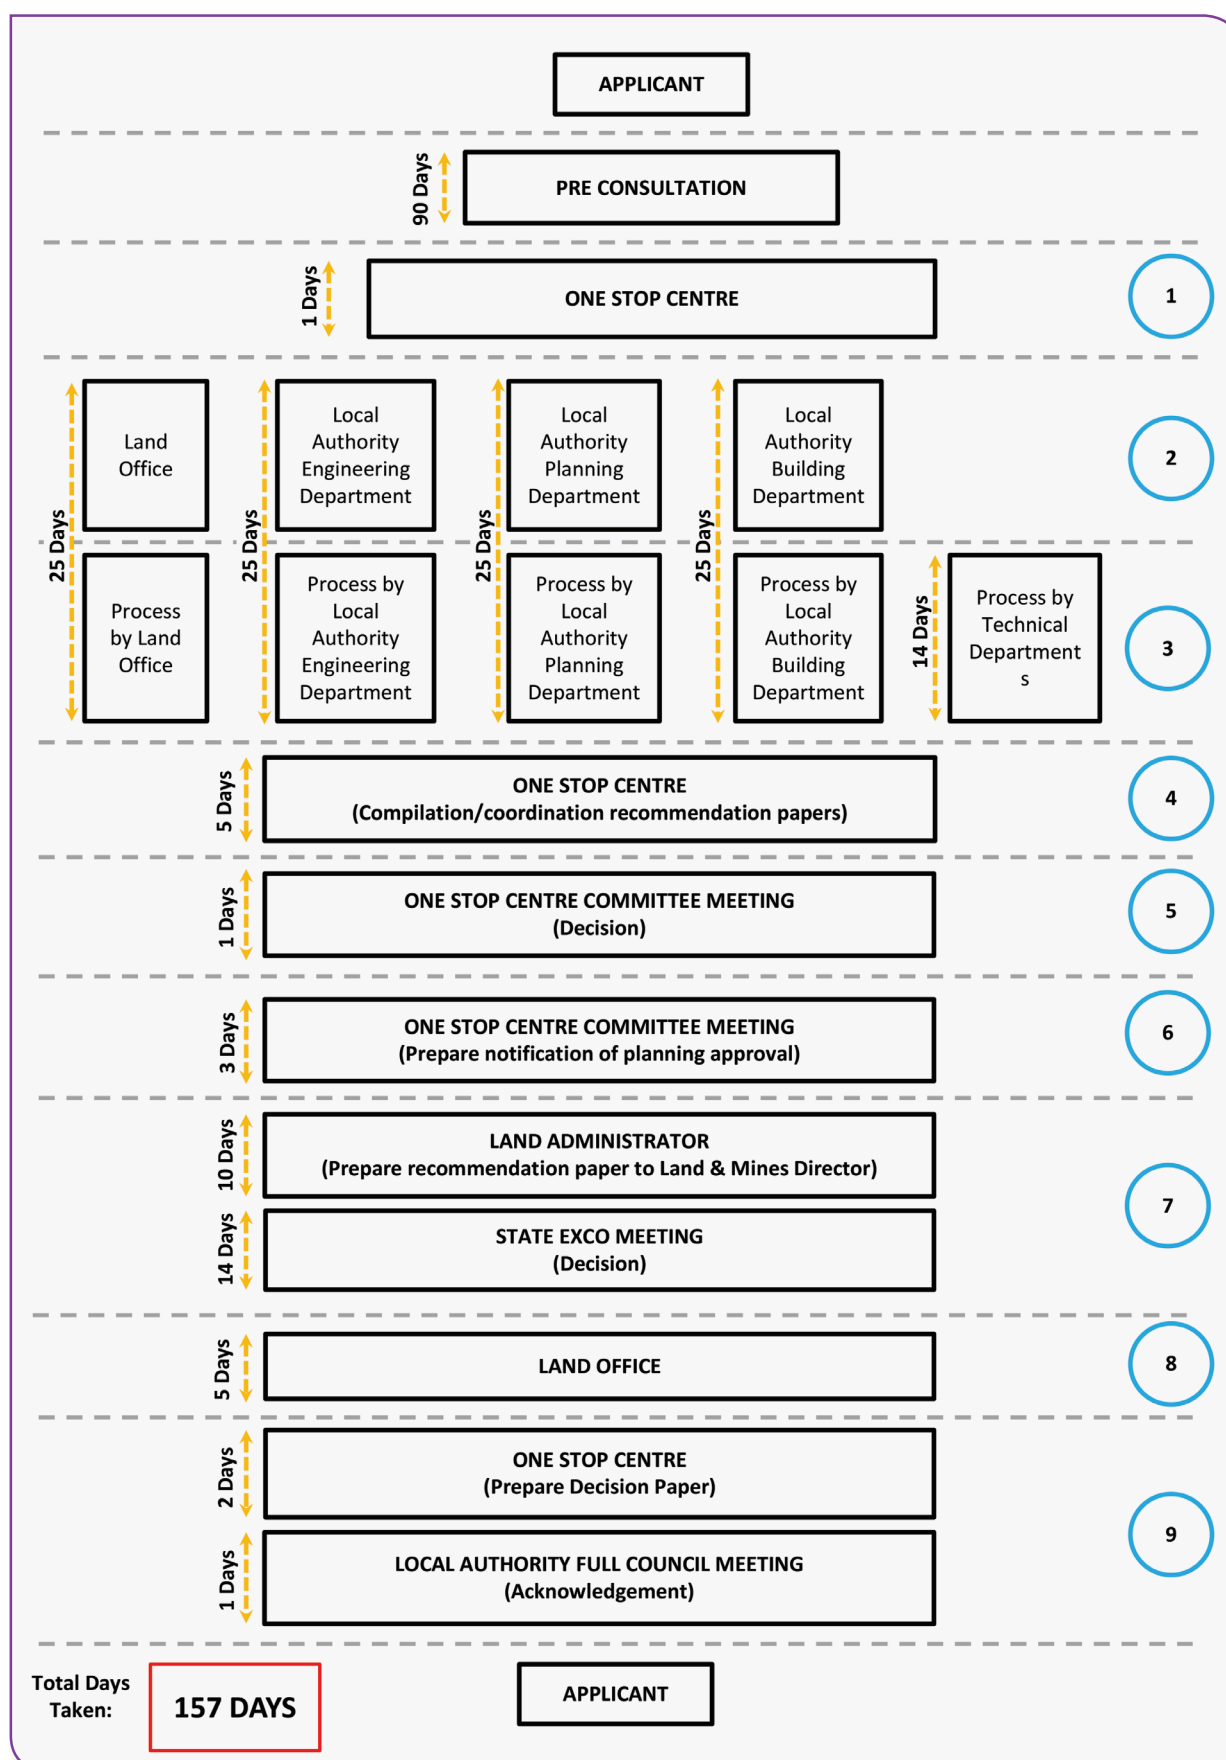 APPLICANT
90 Days
PRE CONSULTATION
1 Days
ONE STOP CENTRE
1
25 Days
Land
Office
25 Days
Local
Authority
Engineering
Department
25 Days
Local
Authority
Planning
Department
25 Days
Local
Authority
Building
Department
2
Process
by Land
Office
Process by
Local
Authority
Engineering
Department
Process by
Local
Authority
Planning
Department
Process by
Local
Authority
Building
Department
14 Days
Process by
Technical
Department
s
3
5 Days
ONE STOP CENTRE
(Compilation/coordination recommendation papers)
4
1 Days
ONE STOP CENTRE COMMITTEE MEETING
(Decision)
5
3 Days
ONE STOP CENTRE COMMITTEE MEETING
(Prepare notification of planning approval)
6
10 Days
LAND ADMINISTRATOR
(Prepare recommendation paper to Land & Mines Director)
14 Days
STATE EXCO MEETING
(Decision)
7
5 Days
LAND OFFICE
8
2 Days
ONE STOP CENTRE
(Prepare Decision Paper)
1 Days
LOCAL AUTHORITY FULL COUNCIL MEETING
(Acknowledgement)
9
Total Days
Taken:
157 DAYS
APPLICANT